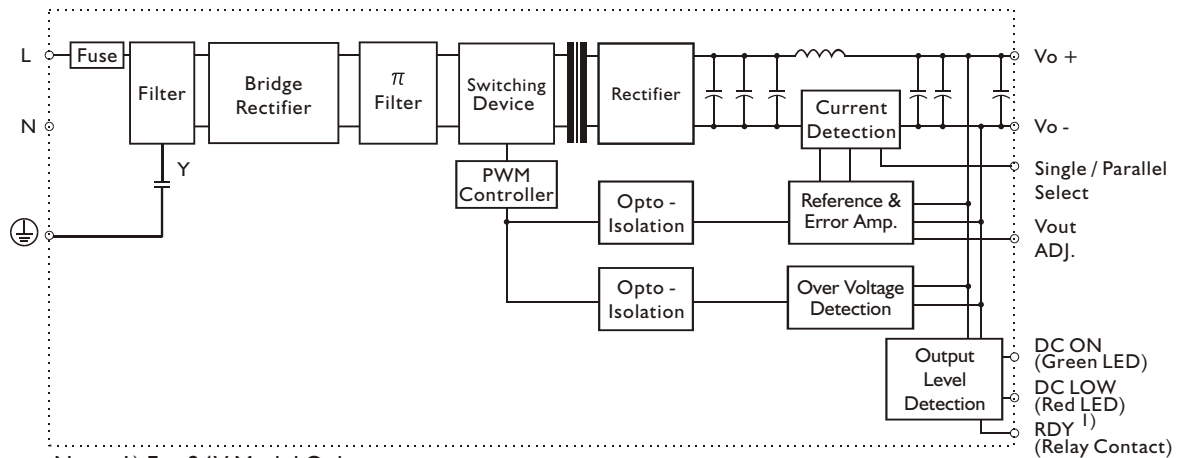 L
Fuse
Filter
Bridge
Rectifier
π
Filter
Switching
Device
Rectifier
Vo +
N
Current
Detection
Vo -
Y
PWM
Controller
Opto -
Isolation
Reference &
Error Amp.
Single / Parallel
Select
Vout
ADJ.
Opto -
Isolation
Over Voltage
Detection
Output
Level
Detection
DC ON
(Green LED)
DC LOW
(Red LED)
RDY 1)
(Relay Contact)